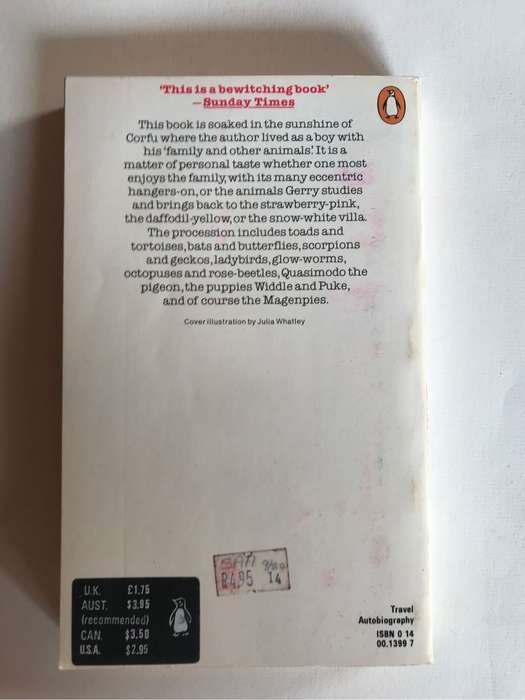 'This is a bewitching book'
—Sunday Times
This book is soaked in the sunshine of
Corfu where the author lived as a boy with
his 'family and other animals'. It is a
matter of personal taste whether one most
enjoys the family, with its many eccentric
hangers-on, or the animals Gerry studies
and brings back to the strawberry-pink,
the daffodil-yellow, or the snow-white villa.
The procession includes toads and
tortoises, bats and butterflies, scorpions
and geckos, ladybirds, glow-worms,
octopuses and rose-beetles, Quasimodo the
pigeon, the puppies Widdle and Puke,
and of course the Magenpies.
Cover illustration by Julia Whatley
R4,95 14
U.K. £1.75
AUST. $3.95
(recommended)
CAN. $3.50
U.S.A. $2.95
Travel
Autobiography
ISBN 0 14
00.1399 7